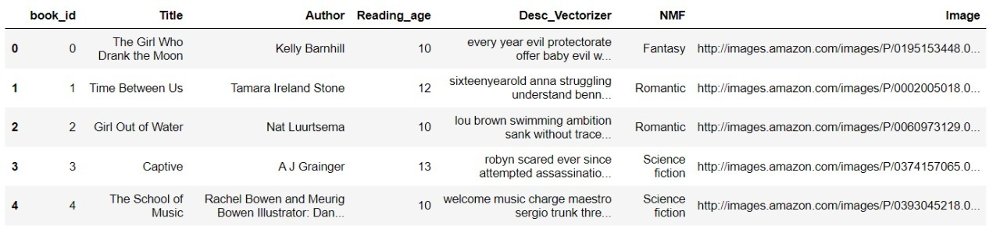 book_id Title Author Reading_age Desc_Vectorizer NMF Image
0 0 The Girl Who Drank the Moon Kelly Barnhill 10 every year evil protectorate offer baby evil w... Fantasy http://images.amazon.com/images/P/0195153448.0...
1 1 Time Between Us Tamara Ireland Stone 12 sixteenyearold anna struggling understand benn... Romantic http://images.amazon.com/images/P/0002005018.0...
2 2 Girl Out of Water Nat Luurtsema 10 lou brown swimming ambition sank without trace... Romantic http://images.amazon.com/images/P/0060973129.0...
3 3 Captive A J Grainger 13 robyn scared ever since attempted assassinatio... Science fiction http://images.amazon.com/images/P/0374157065.0...
4 4 The School of Music Rachel Bowen and Meurig Bowen Illustrator: Dan... 10 welcome music charge maestro sergio trunk thre... Science fiction http://images.amazon.com/images/P/0393045218.0...